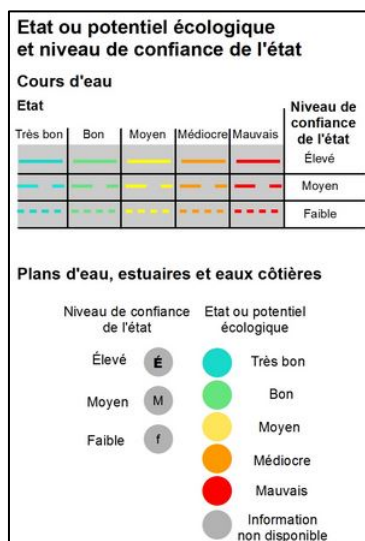 Etat ou potentiel écologique
et niveau de confiance de l'état
Cours d'eau
Etat
Niveau de
confiance
de l'état
Très bon Bon Moyen Médiocre Mauvais
Élevé
Moyen
Faible
Plans d'eau, estuaires et eaux côtières
Niveau de confiance
de l'état
Élevé É
Moyen M
Faible f
Etat ou potentiel
écologique
Très bon
Bon
Moyen
Médiocre
Mauvais
Information
non disponible